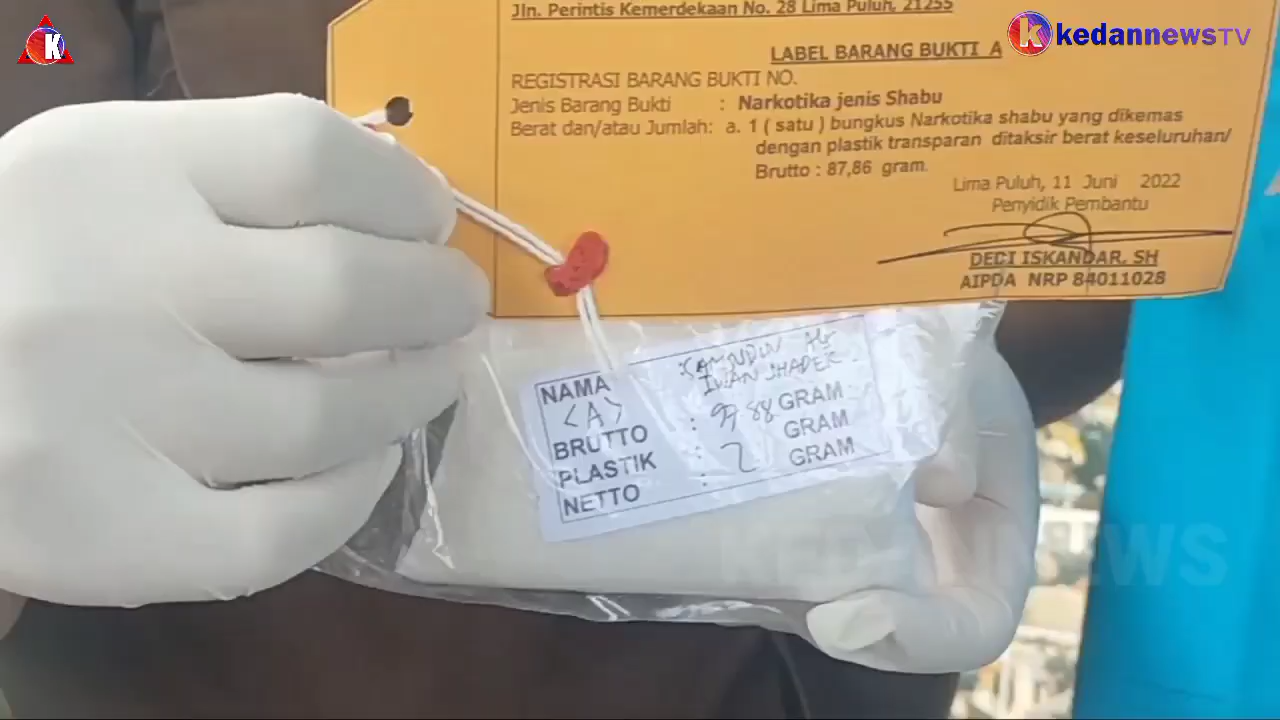 Jln. Perintis Kemerdekaan No. 28 Lima Puluh, 21255
K kedannewsTV
K
LABEL BARANG BUKTI A
REGISTRASI BARANG BUKTI NO.
Jenis Barang Bukti : Narkotika jenis Shabu
Berat dan/atau Jumlah: a. 1 ( satu ) bungkus Narkotika shabu yang dikemas
dengan plastik transparan ditaksir berat keseluruhan/
Brutto : 87,86 gram.
Lima Puluh, 11 Juni 2022
Penyidik Pembantu
DEDI ISKANDAR, SH
AIPDA NRP 84011028
NAMA :
<A>
BRUTTO : GRAM
PLASTIK : 2 GRAM
NETTO : GRAM
KEDANNEWS